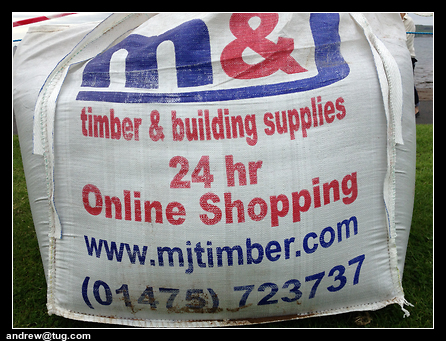 m&j
timber & building supplies
24 hr
Online Shopping
www.mjtimber.com
(01475) 723737
andrew@tug.com